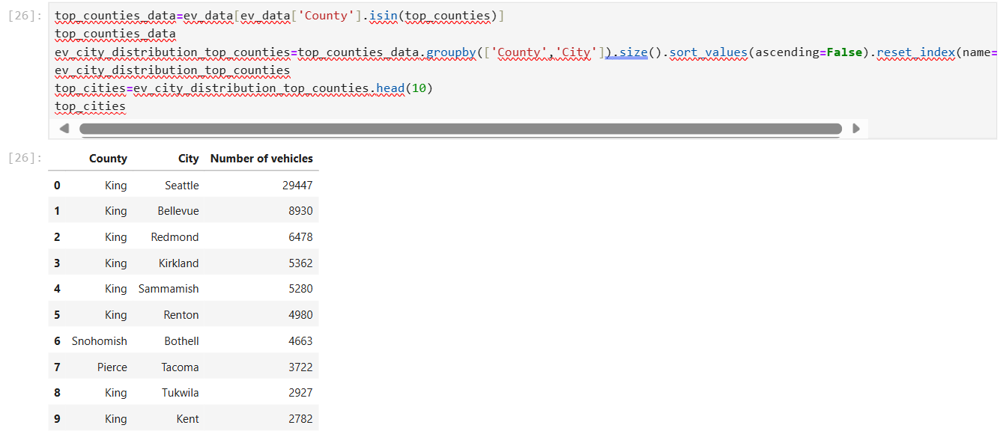 [26]: top_counties_data=ev_data[ev_data['County'].isin(top_counties)]
top_counties_data
ev_city_distribution_top_counties=top_counties_data.groupby(['County','City']).size().sort_values(ascending=False).reset_index(name=
ev_city_distribution_top_counties
top_cities=ev_city_distribution_top_counties.head(10)
top_cities
[26]: County City Number of vehicles
0 King Seattle 29447
1 King Bellevue 8930
2 King Redmond 6478
3 King Kirkland 5362
4 King Sammamish 5280
5 King Renton 4980
6 Snohomish Bothell 4663
7 Pierce Tacoma 3722
8 King Tukwila 2927
9 King Kent 2782